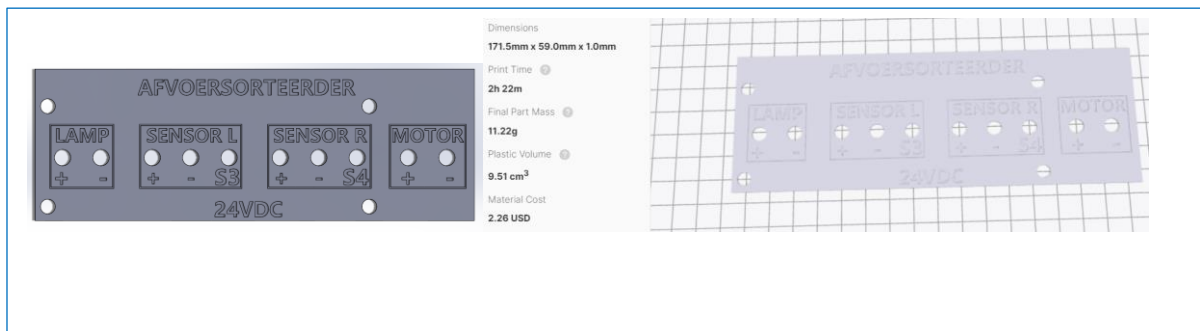 AFVOERSORTEERDER
LAMP SENSOR L SENSOR R MOTOR
+ - + - S3 + - S4 + -
24VDC
Dimensions
171.5mm x 59.0mm x 1.0mm
Print Time ?
2h 22m
Final Part Mass ?
11.22g
Plastic Volume ?
9.51 cm³
Material Cost
2.26 USD
AFVOERSORTEERDER
LAMP SENSOR L SENSOR R MOTOR
+ - + - S3 + - S4 + -
24VDC